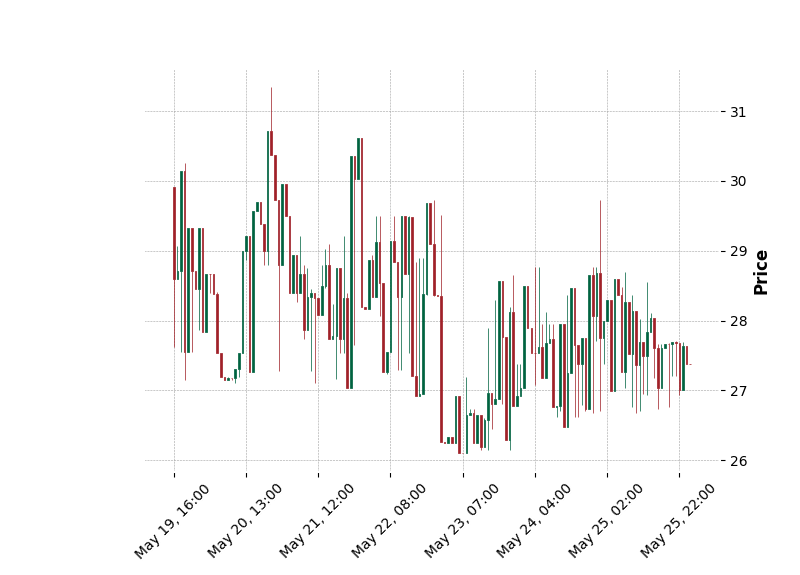 31
30
29
28
27
26
Price
May 19, 16:00
May 20, 13:00
May 21, 12:00
May 22, 08:00
May 23, 07:00
May 24, 04:00
May 25, 02:00
May 25, 22:00